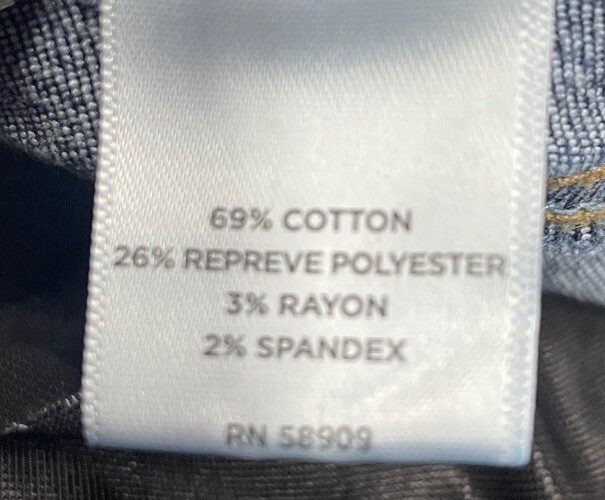 69% COTTON
26% REPREVE POLYESTER
3% RAYON
2% SPANDEX
RN 58909